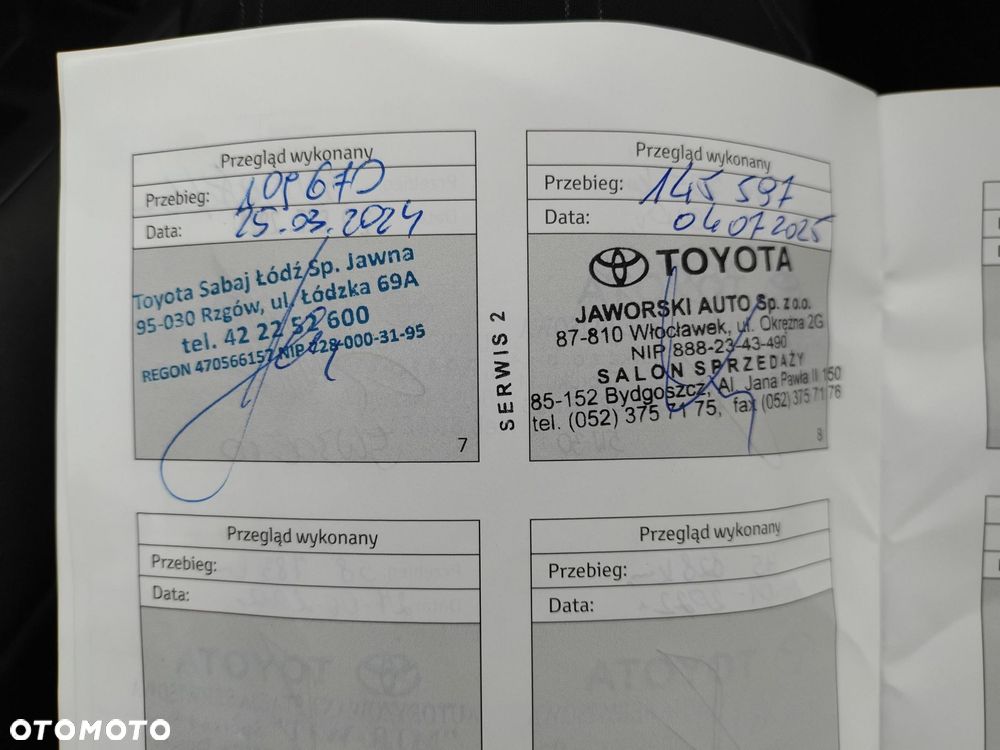 Przegląd wykonany
Przebieg: 109670
Data: 25.03.2024
Toyota Sabaj Łódź Sp. Jawna
95-030 Rzgów, ul. Łódzka 69A
tel. 42 22 52 600
REGON 470566157 NIP 728-000-31-95
7
SERWIS 2
Przegląd wykonany
Przebieg: 145 597
Data: 04 07 2025
TOYOTA
JAWORSKI AUTO Sp. z o.o.
87-810 Włocławek, ul. Okrężna 2G
NIP 888-23-43-490
SALON SPRZEDAŻY
85-152 Bydgoszcz, Al. Jana Pawła II 150
tel. (052) 375 71 75, fax (052) 375 71 76
8
Przegląd wykonany
Przebieg:
Data:
Przegląd wykonany
Przebieg:
Data:
OTOMOTO